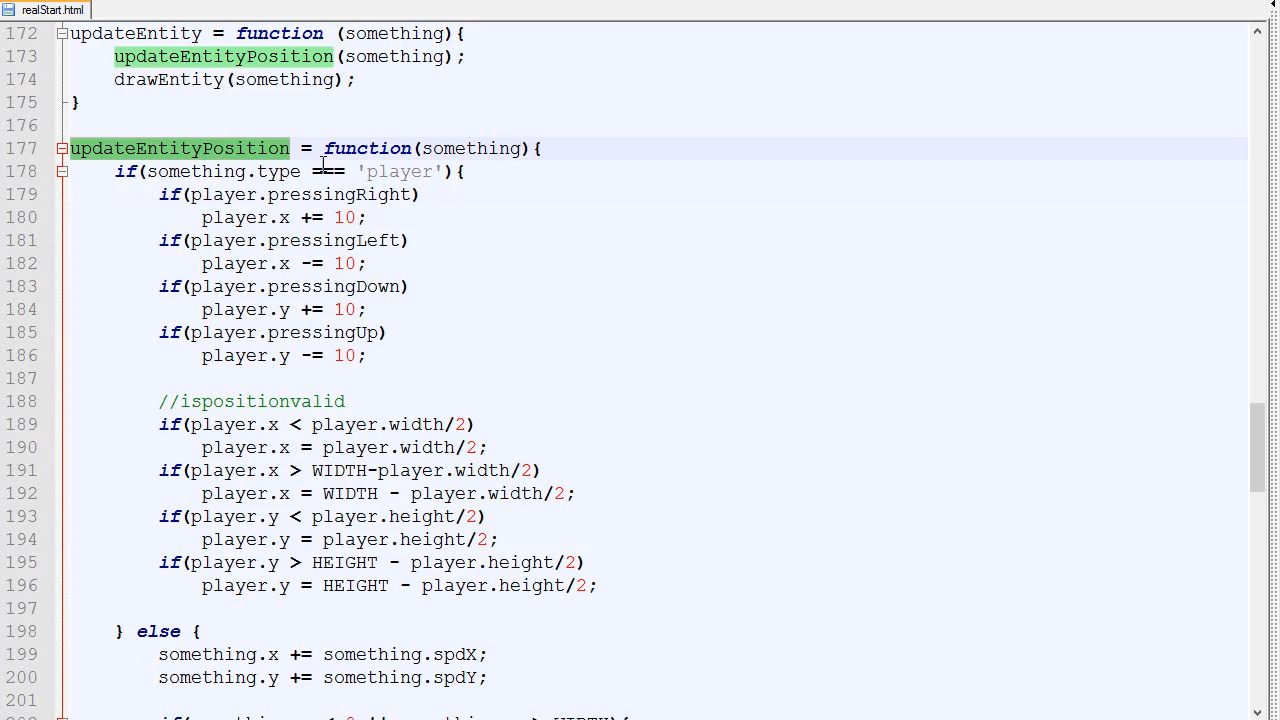 realStart.html
172 updateEntity = function (something){
173 updateEntityPosition(something);
174 drawEntity(something);
175 }
176
177 updateEntityPosition = function(something){
178 if(something.type === 'player'){
179 if(player.pressingRight)
180 player.x += 10;
181 if(player.pressingLeft)
182 player.x -= 10;
183 if(player.pressingDown)
184 player.y += 10;
185 if(player.pressingUp)
186 player.y -= 10;
187
188 //ispositionvalid
189 if(player.x < player.width/2)
190 player.x = player.width/2;
191 if(player.x > WIDTH-player.width/2)
192 player.x = WIDTH - player.width/2;
193 if(player.y < player.height/2)
194 player.y = player.height/2;
195 if(player.y > HEIGHT - player.height/2)
196 player.y = HEIGHT - player.height/2;
197
198 } else {
199 something.x += something.spdX;
200 something.y += something.spdY;
201